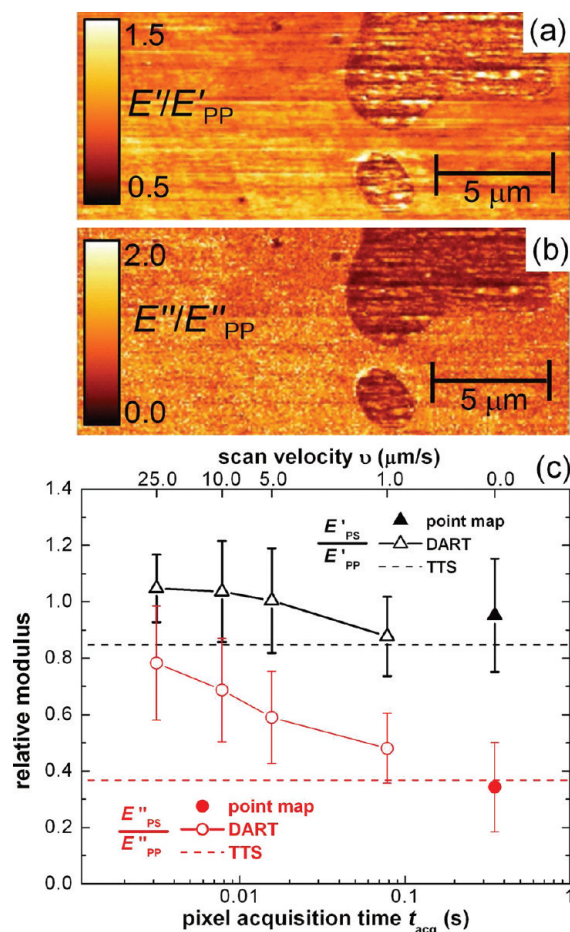 (a)
1.5
E'/E'PP
0.5
5 μm
(b)
2.0
E"/E"PP
0.0
5 μm
scan velocity υ (μm/s)
(c)
25.0 10.0 5.0 1.0 0.0
1.4
1.2
1.0
0.8
0.6
0.4
0.2
0.0
relative modulus
E'PS
E'PP
point map
DART
TTS
E"PS
E"PP
point map
DART
TTS
0.01 0.1 1
pixel acquisition time tacq (s)